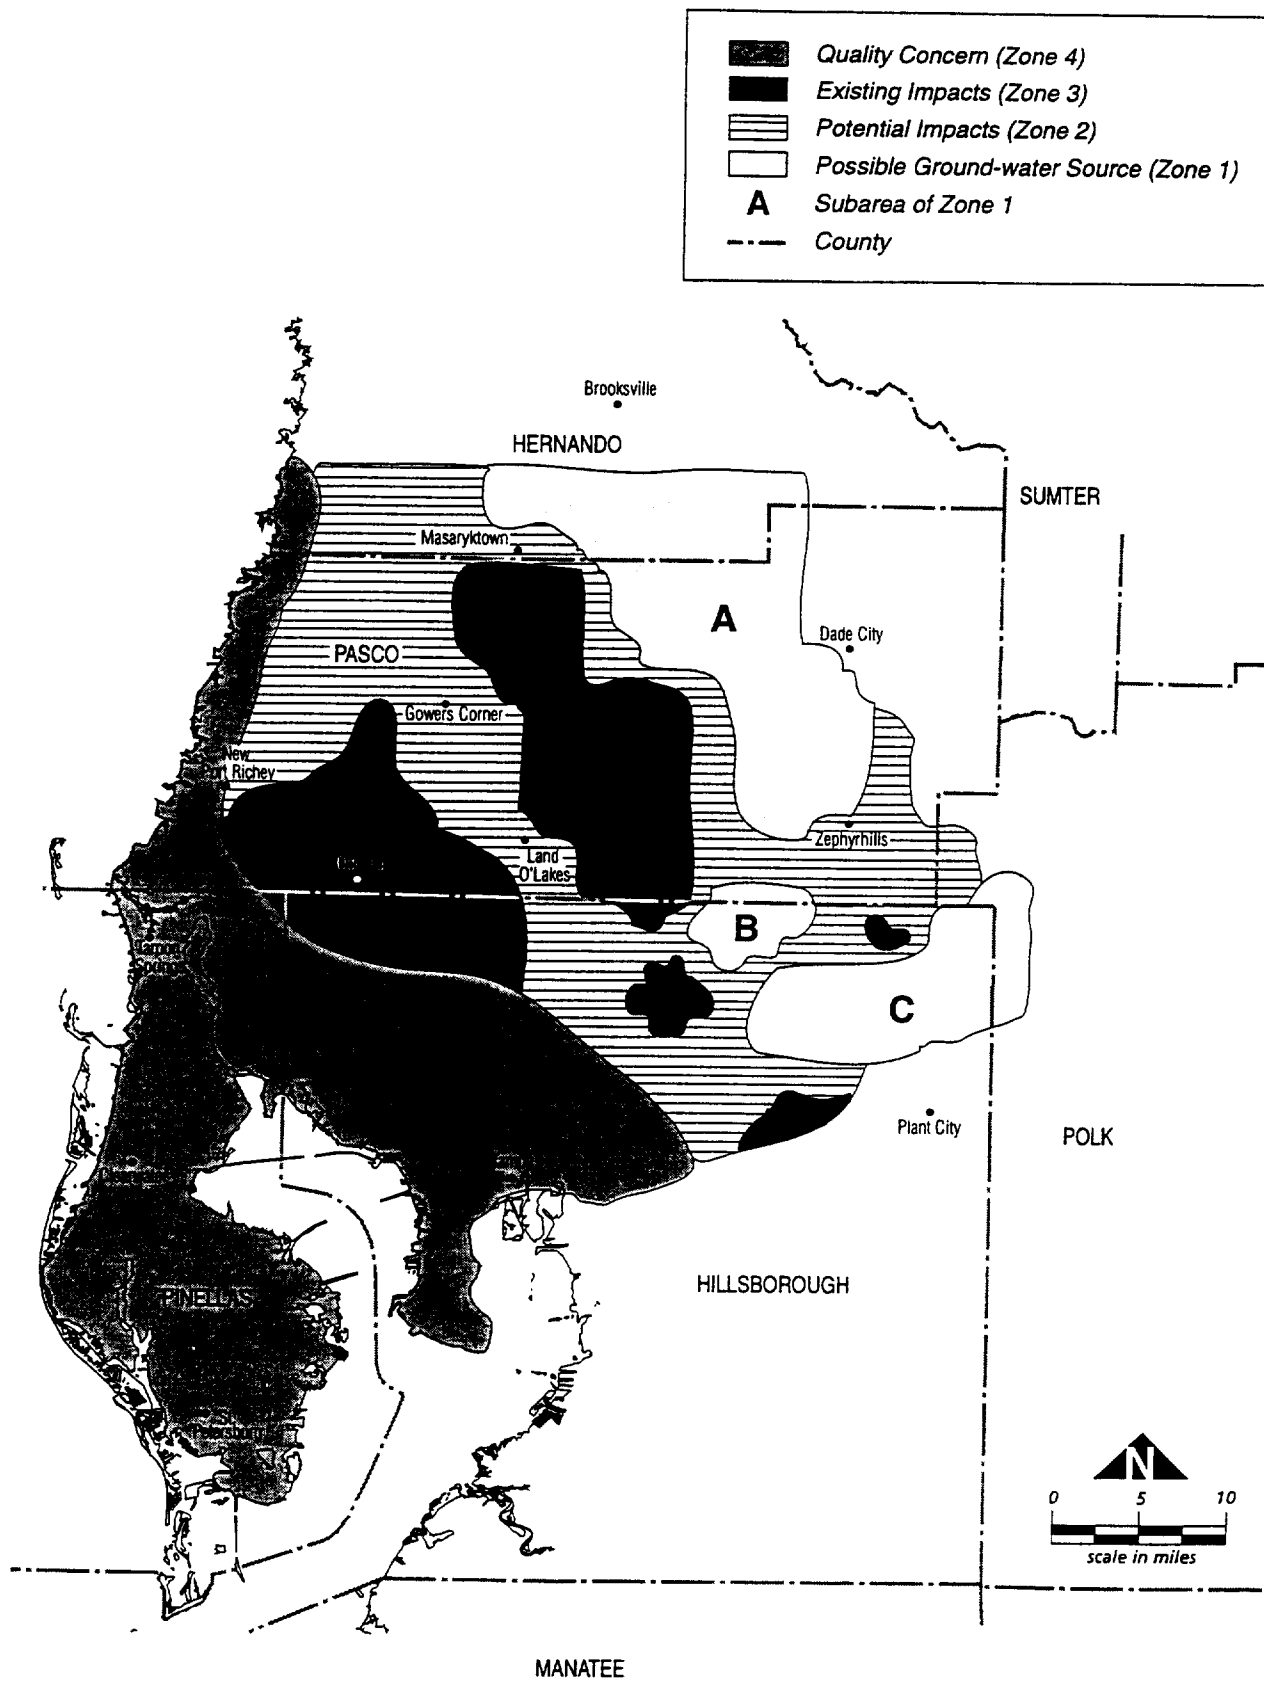 Quality Concern (Zone 4)
Existing Impacts (Zone 3)
Potential Impacts (Zone 2)
Possible Ground-water Source (Zone 1)
A Subarea of Zone 1
County
Brooksville
HERNANDO
SUMTER
Masaryktown
A
Dade City
PASCO
Gowers Corner
New
Port Richey
Zephyrhills
Land
O'Lakes
B
C
Plant City
POLK
PINELLAS
HILLSBOROUGH
Petersburg
N
0 5 10
scale in miles
MANATEE